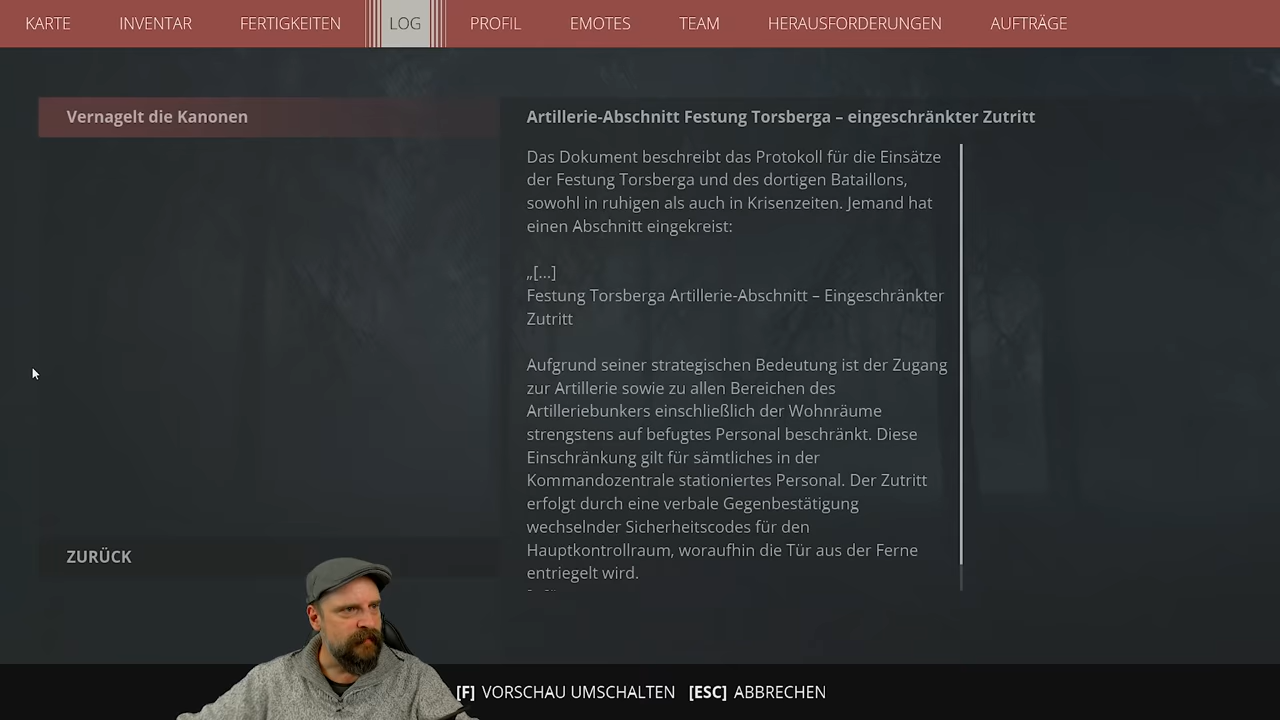 KARTE INVENTAR FERTIGKEITEN LOG PROFIL EMOTES TEAM HERAUSFORDERUNGEN AUFTRÄGE
Vernagelt die Kanonen
Artillerie-Abschnitt Festung Torsberga – eingeschränkter Zutritt
Das Dokument beschreibt das Protokoll für die Einsätze
der Festung Torsberga und des dortigen Bataillons,
sowohl in ruhigen als auch in Krisenzeiten. Jemand hat
einen Abschnitt eingekreist:
„[...]
Festung Torsberga Artillerie-Abschnitt – Eingeschränkter
Zutritt
Aufgrund seiner strategischen Bedeutung ist der Zugang
zur Artillerie sowie zu allen Bereichen des
Artilleriebunkers einschließlich der Wohnräume
strengstens auf befugtes Personal beschränkt. Diese
Einschränkung gilt für sämtliches in der
Kommandozentrale stationiertes Personal. Der Zutritt
erfolgt durch eine verbale Gegenbestätigung
wechselnder Sicherheitscodes für den
Hauptkontrollraum, woraufhin die Tür aus der Ferne
entriegelt wird.
ZURÜCK
[F] VORSCHAU UMSCHALTEN [ESC] ABBRECHEN